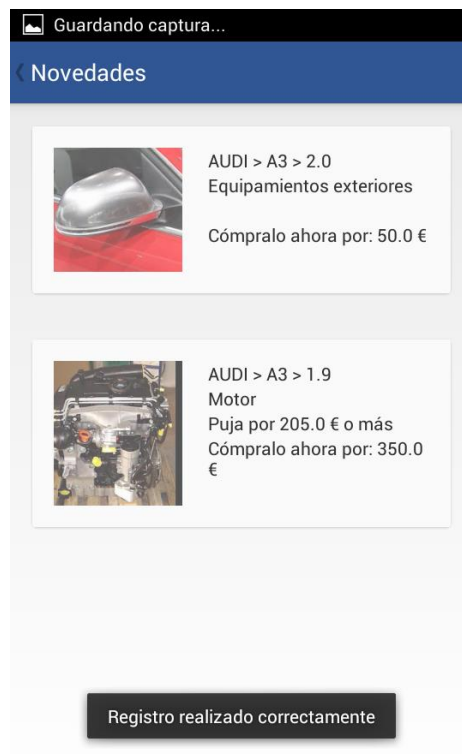 Guardando captura...
Novedades
AUDI > A3 > 2.0
Equipamientos exteriores
Cómpralo ahora por: 50.0 €
AUDI > A3 > 1.9
Motor
Puja por 205.0 € o más
Cómpralo ahora por: 350.0
€
Registro realizado correctamente